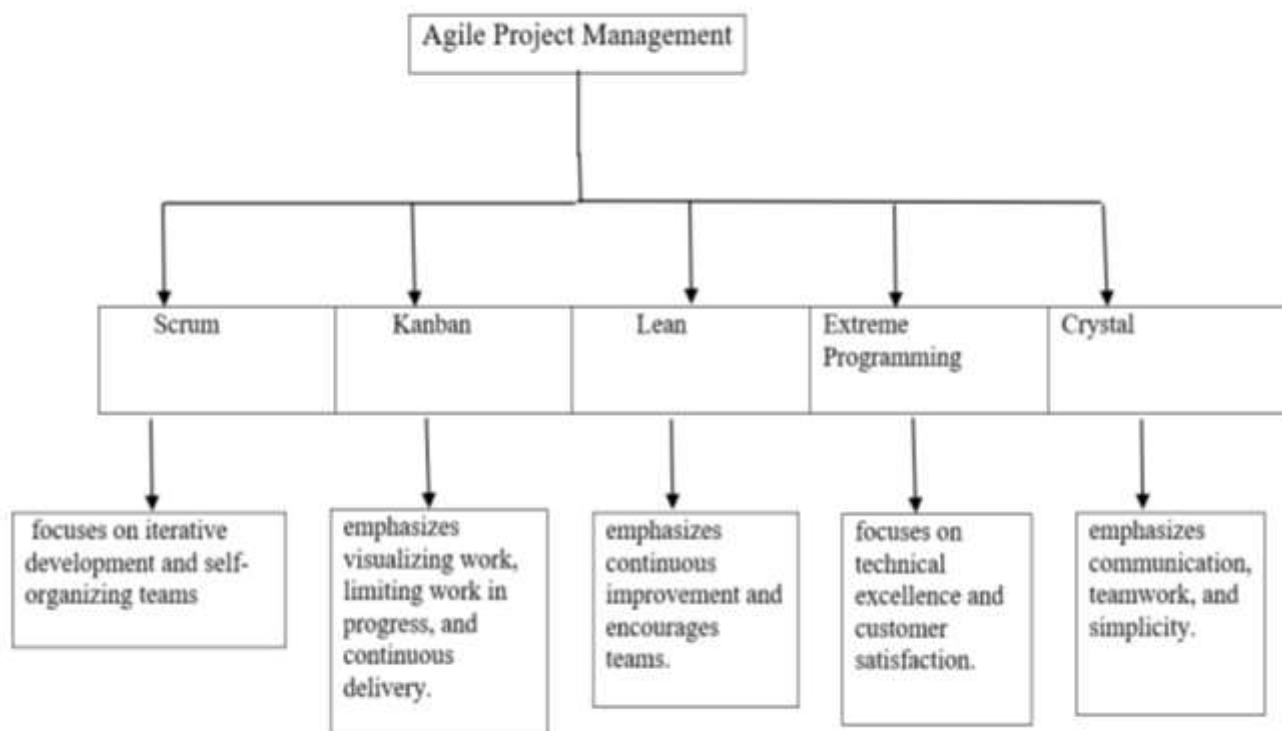 Agile Project Management
Scrum
Kanban
Lean
Extreme
Programming
Crystal
focuses on iterative
development and self-
organizing teams
emphasizes
visualizing work,
limiting work in
progress, and
continuous
delivery.
emphasizes
continuous
improvement and
encourages
teams.
focuses on
technical
excellence and
customer
satisfaction.
emphasizes
communication,
teamwork, and
simplicity.